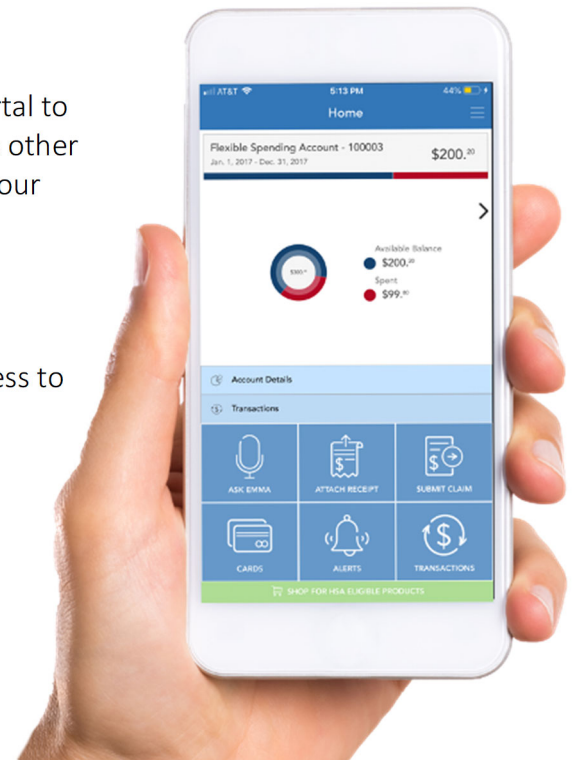 rtal to
other
our
ess to
AT&T 5:13 PM 44%
Home
Flexible Spending Account - 100003
Jan. 1, 2017 - Dec. 31, 2017
$200.20
Available Balance
$200.20
Spent
$99.80
Account Details
Transactions
ASK EMMA ATTACH RECEIPT SUBMIT CLAIM
CARDS ALERTS TRANSACTIONS
SHOP FOR HSA ELIGIBLE PRODUCTS